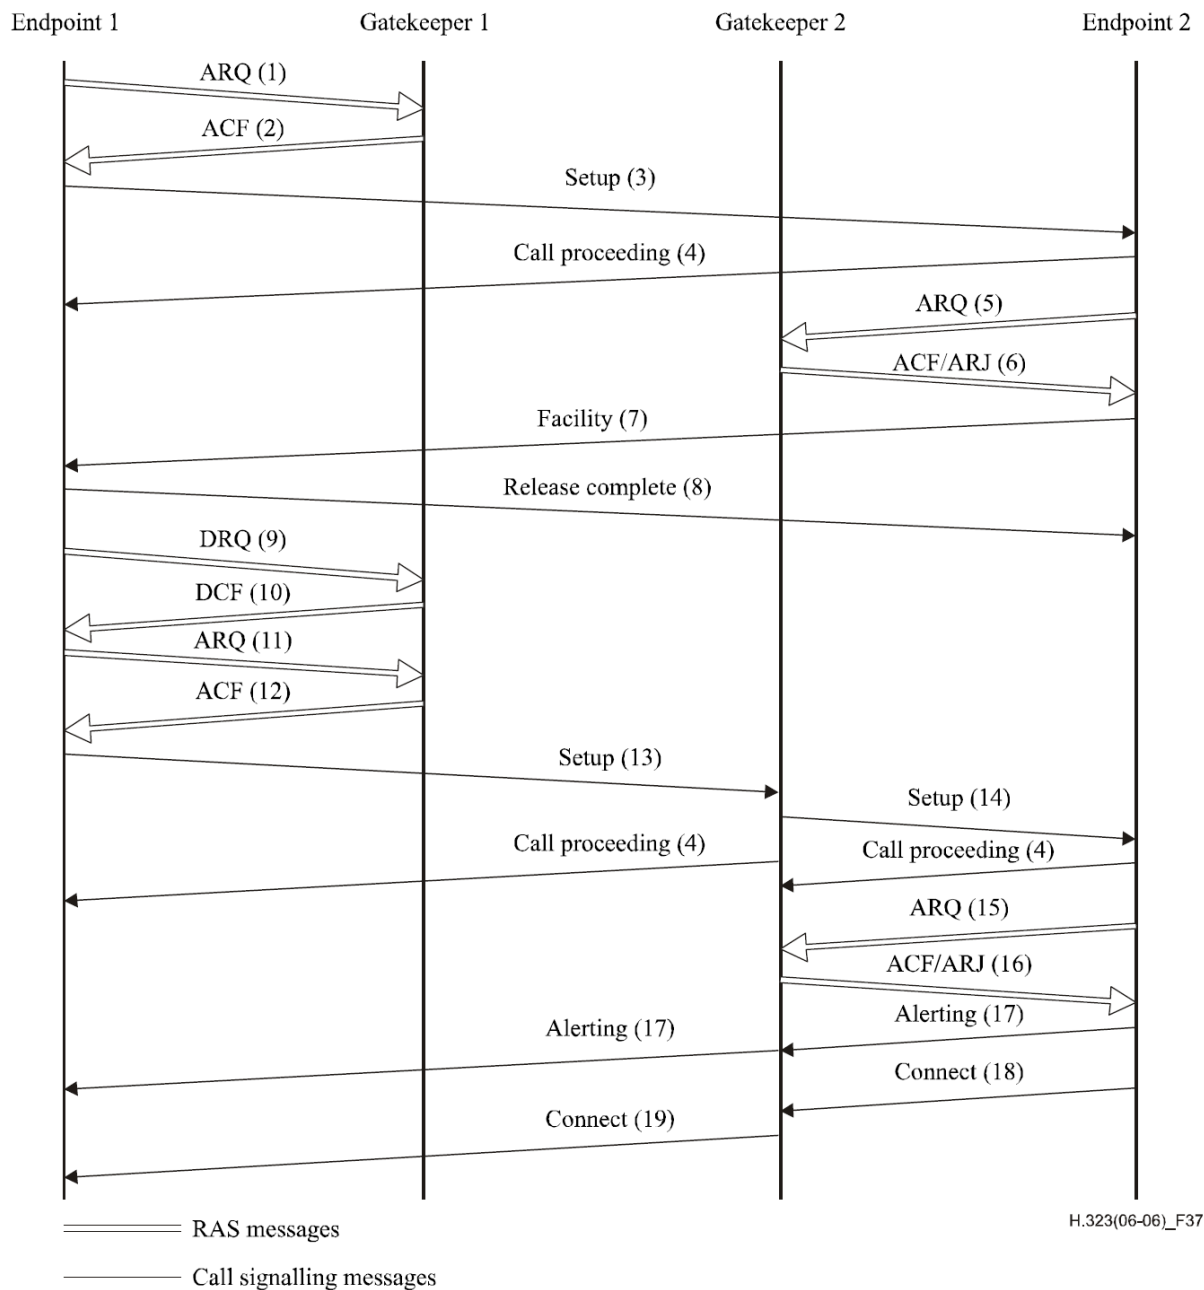 Endpoint 1
Gatekeeper 1
Gatekeeper 2
Endpoint 2
ARQ (1)
ACF (2)
Setup (3)
Call proceeding (4)
ARQ (5)
ACF/ARJ (6)
Facility (7)
Release complete (8)
DRQ (9)
DCF (10)
ARQ (11)
ACF (12)
Setup (13)
Setup (14)
Call proceeding (4)
Call proceeding (4)
ARQ (15)
ACF/ARJ (16)
Alerting (17)
Alerting (17)
Connect (18)
Connect (19)
H.323(06-06)_F37
RAS messages
Call signalling messages